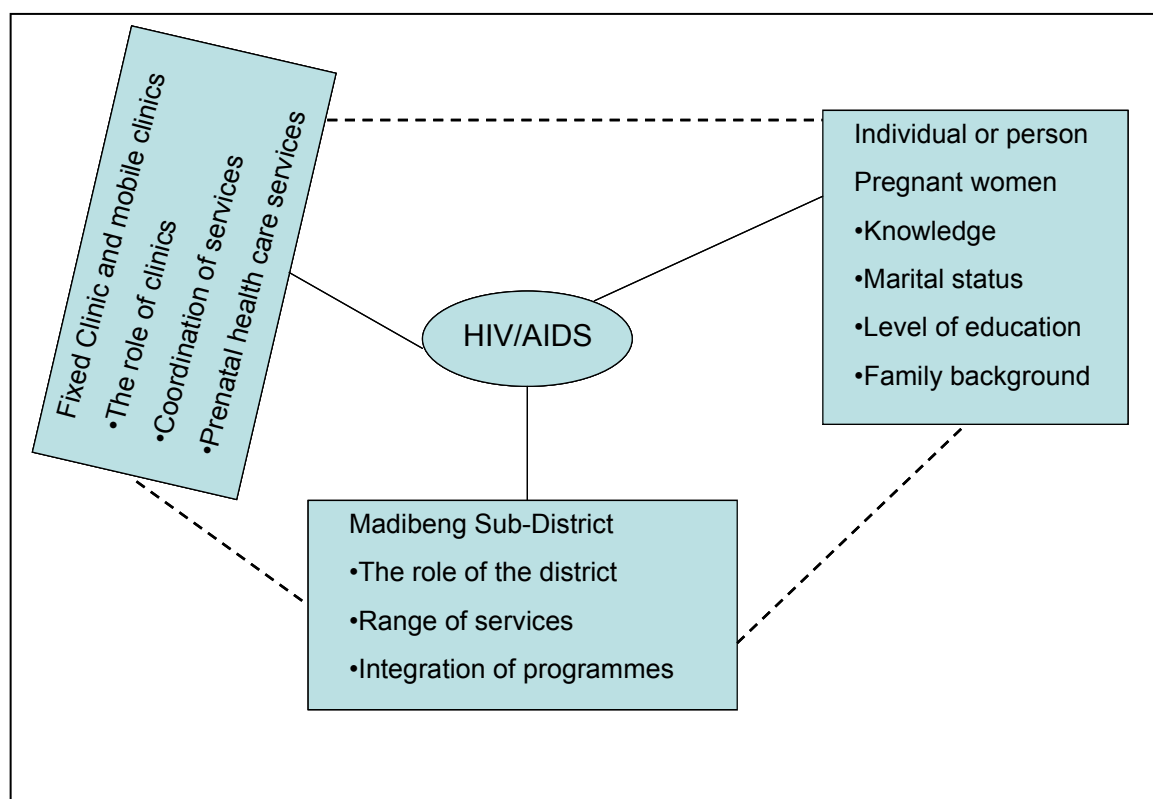 Fixed Clinic and mobile clinics
•The role of clinics
•Coordination of services
•Prenatal health care services
Individual or person
Pregnant women
•Knowledge
•Marital status
•Level of education
•Family background
HIV/AIDS
Madibeng Sub-District
•The role of the district
•Range of services
•Integration of programmes